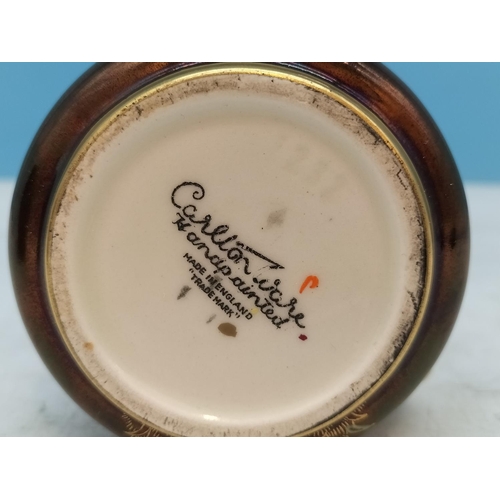 Carlton Ware
Handpainted
MADE IN ENGLAND
"TRADE MARK"